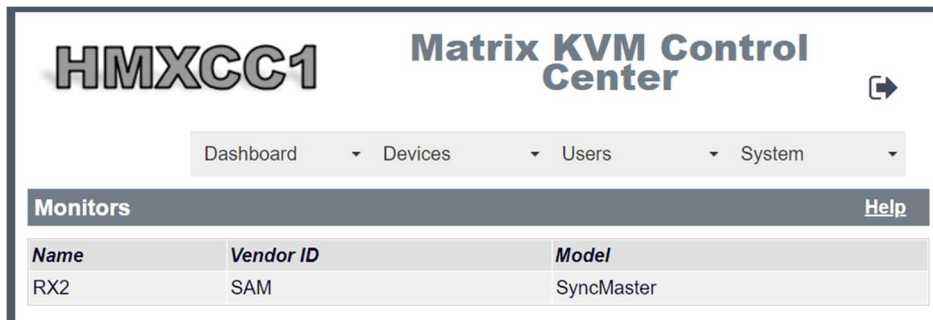 HMXCC1
Matrix KVM Control
Center
Dashboard Devices Users System
Monitors Help
Name Vendor ID Model
RX2 SAM SyncMaster